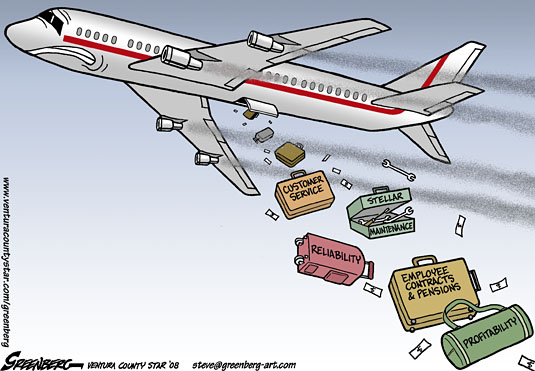 CUSTOMER
SERVICE
STELLAR
MAINTENANCE
RELIABILITY
EMPLOYEE
CONTRACTS
& PENSIONS
PROFITABILITY
www.venturacountystar.com/greenberg
GREENBERG- VENTURA COUNTY STAR '08 steve@greenberg-art.com